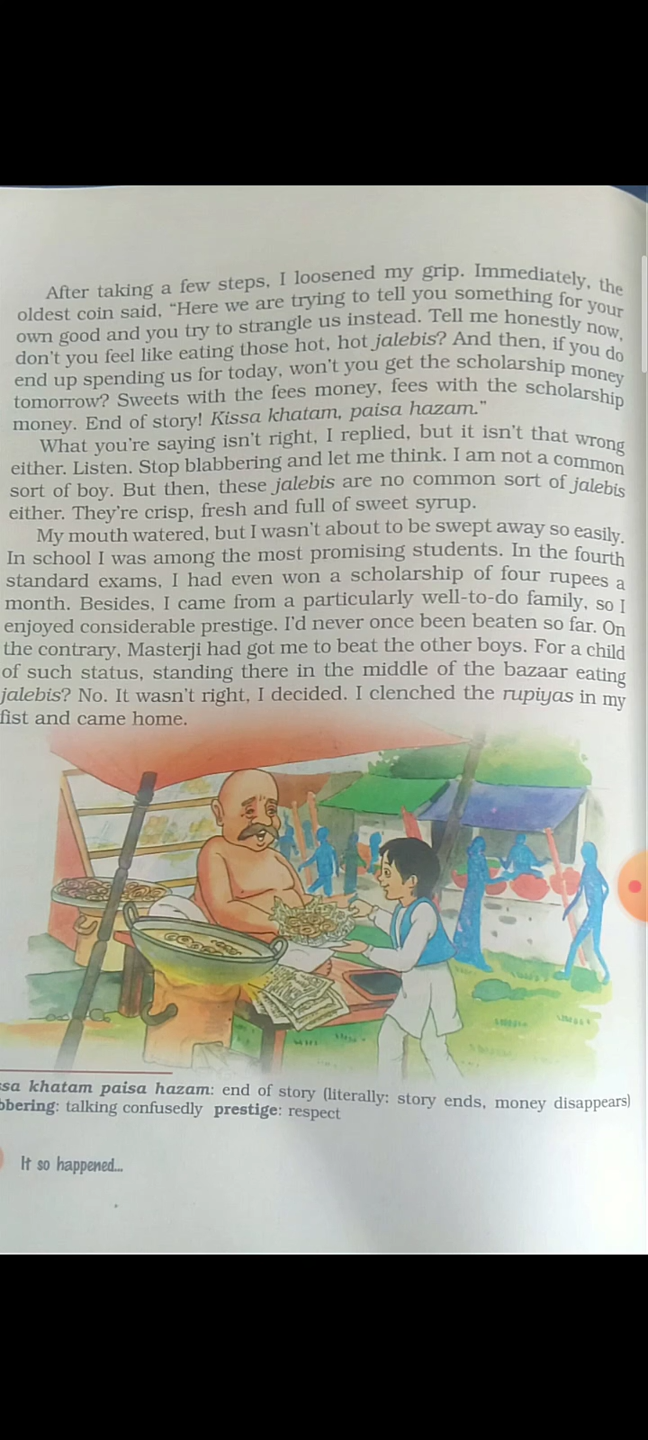 After taking a few steps, I loosened my grip. Immediately, the
oldest coin said, “Here we are trying to tell you something for your
own good and you try to strangle us instead. Tell me honestly now,
don't you feel like eating those hot, hot jalebis? And then, if you do
end up spending us for today, won't you get the scholarship money
tomorrow? Sweets with the fees money, fees with the scholarship
money. End of story! Kissa khatam, paisa hazam.”
What you're saying isn't right, I replied, but it isn't that wrong
either. Listen. Stop blabbering and let me think. I am not a common
sort of boy. But then, these jalebis are no common sort of jalebis
either. They're crisp, fresh and full of sweet syrup.
My mouth watered, but I wasn't about to be swept away so easily.
In school I was among the most promising students. In the fourth
standard exams, I had even won a scholarship of four rupees a
month. Besides, I came from a particularly well-to-do family, so I
enjoyed considerable prestige. I'd never once been beaten so far. On
the contrary, Masterji had got me to beat the other boys. For a child
of such status, standing there in the middle of the bazaar eating
jalebis? No. It wasn't right, I decided. I clenched the rupiyas in my
fist and came home.
ssa khatam paisa hazam: end of story (literally: story ends, money disappears)
bbering: talking confusedly prestige: respect
It so happened...